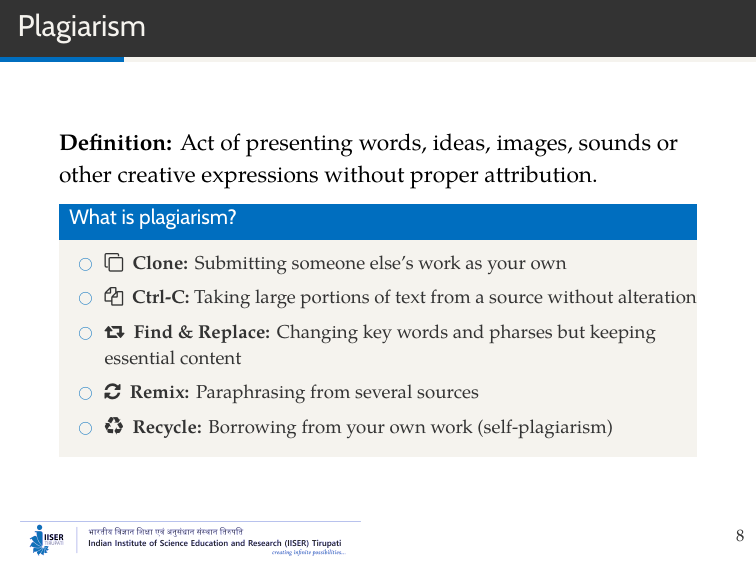 Plagiarism
Definition: Act of presenting words, ideas, images, sounds or
other creative expressions without proper attribution.
What is plagiarism?
Clone: Submitting someone else's work as your own
Ctrl-C: Taking large portions of text from a source without alteration
Find & Replace: Changing key words and pharses but keeping
essential content
Remix: Paraphrasing from several sources
Recycle: Borrowing from your own work (self-plagiarism)
IISER
TIRUPATI
भारतीय विज्ञान शिक्षा एवं अनुसंधान संस्थान तिरुपति
Indian Institute of Science Education and Research (IISER) Tirupati
creating infinite possibilities...
8